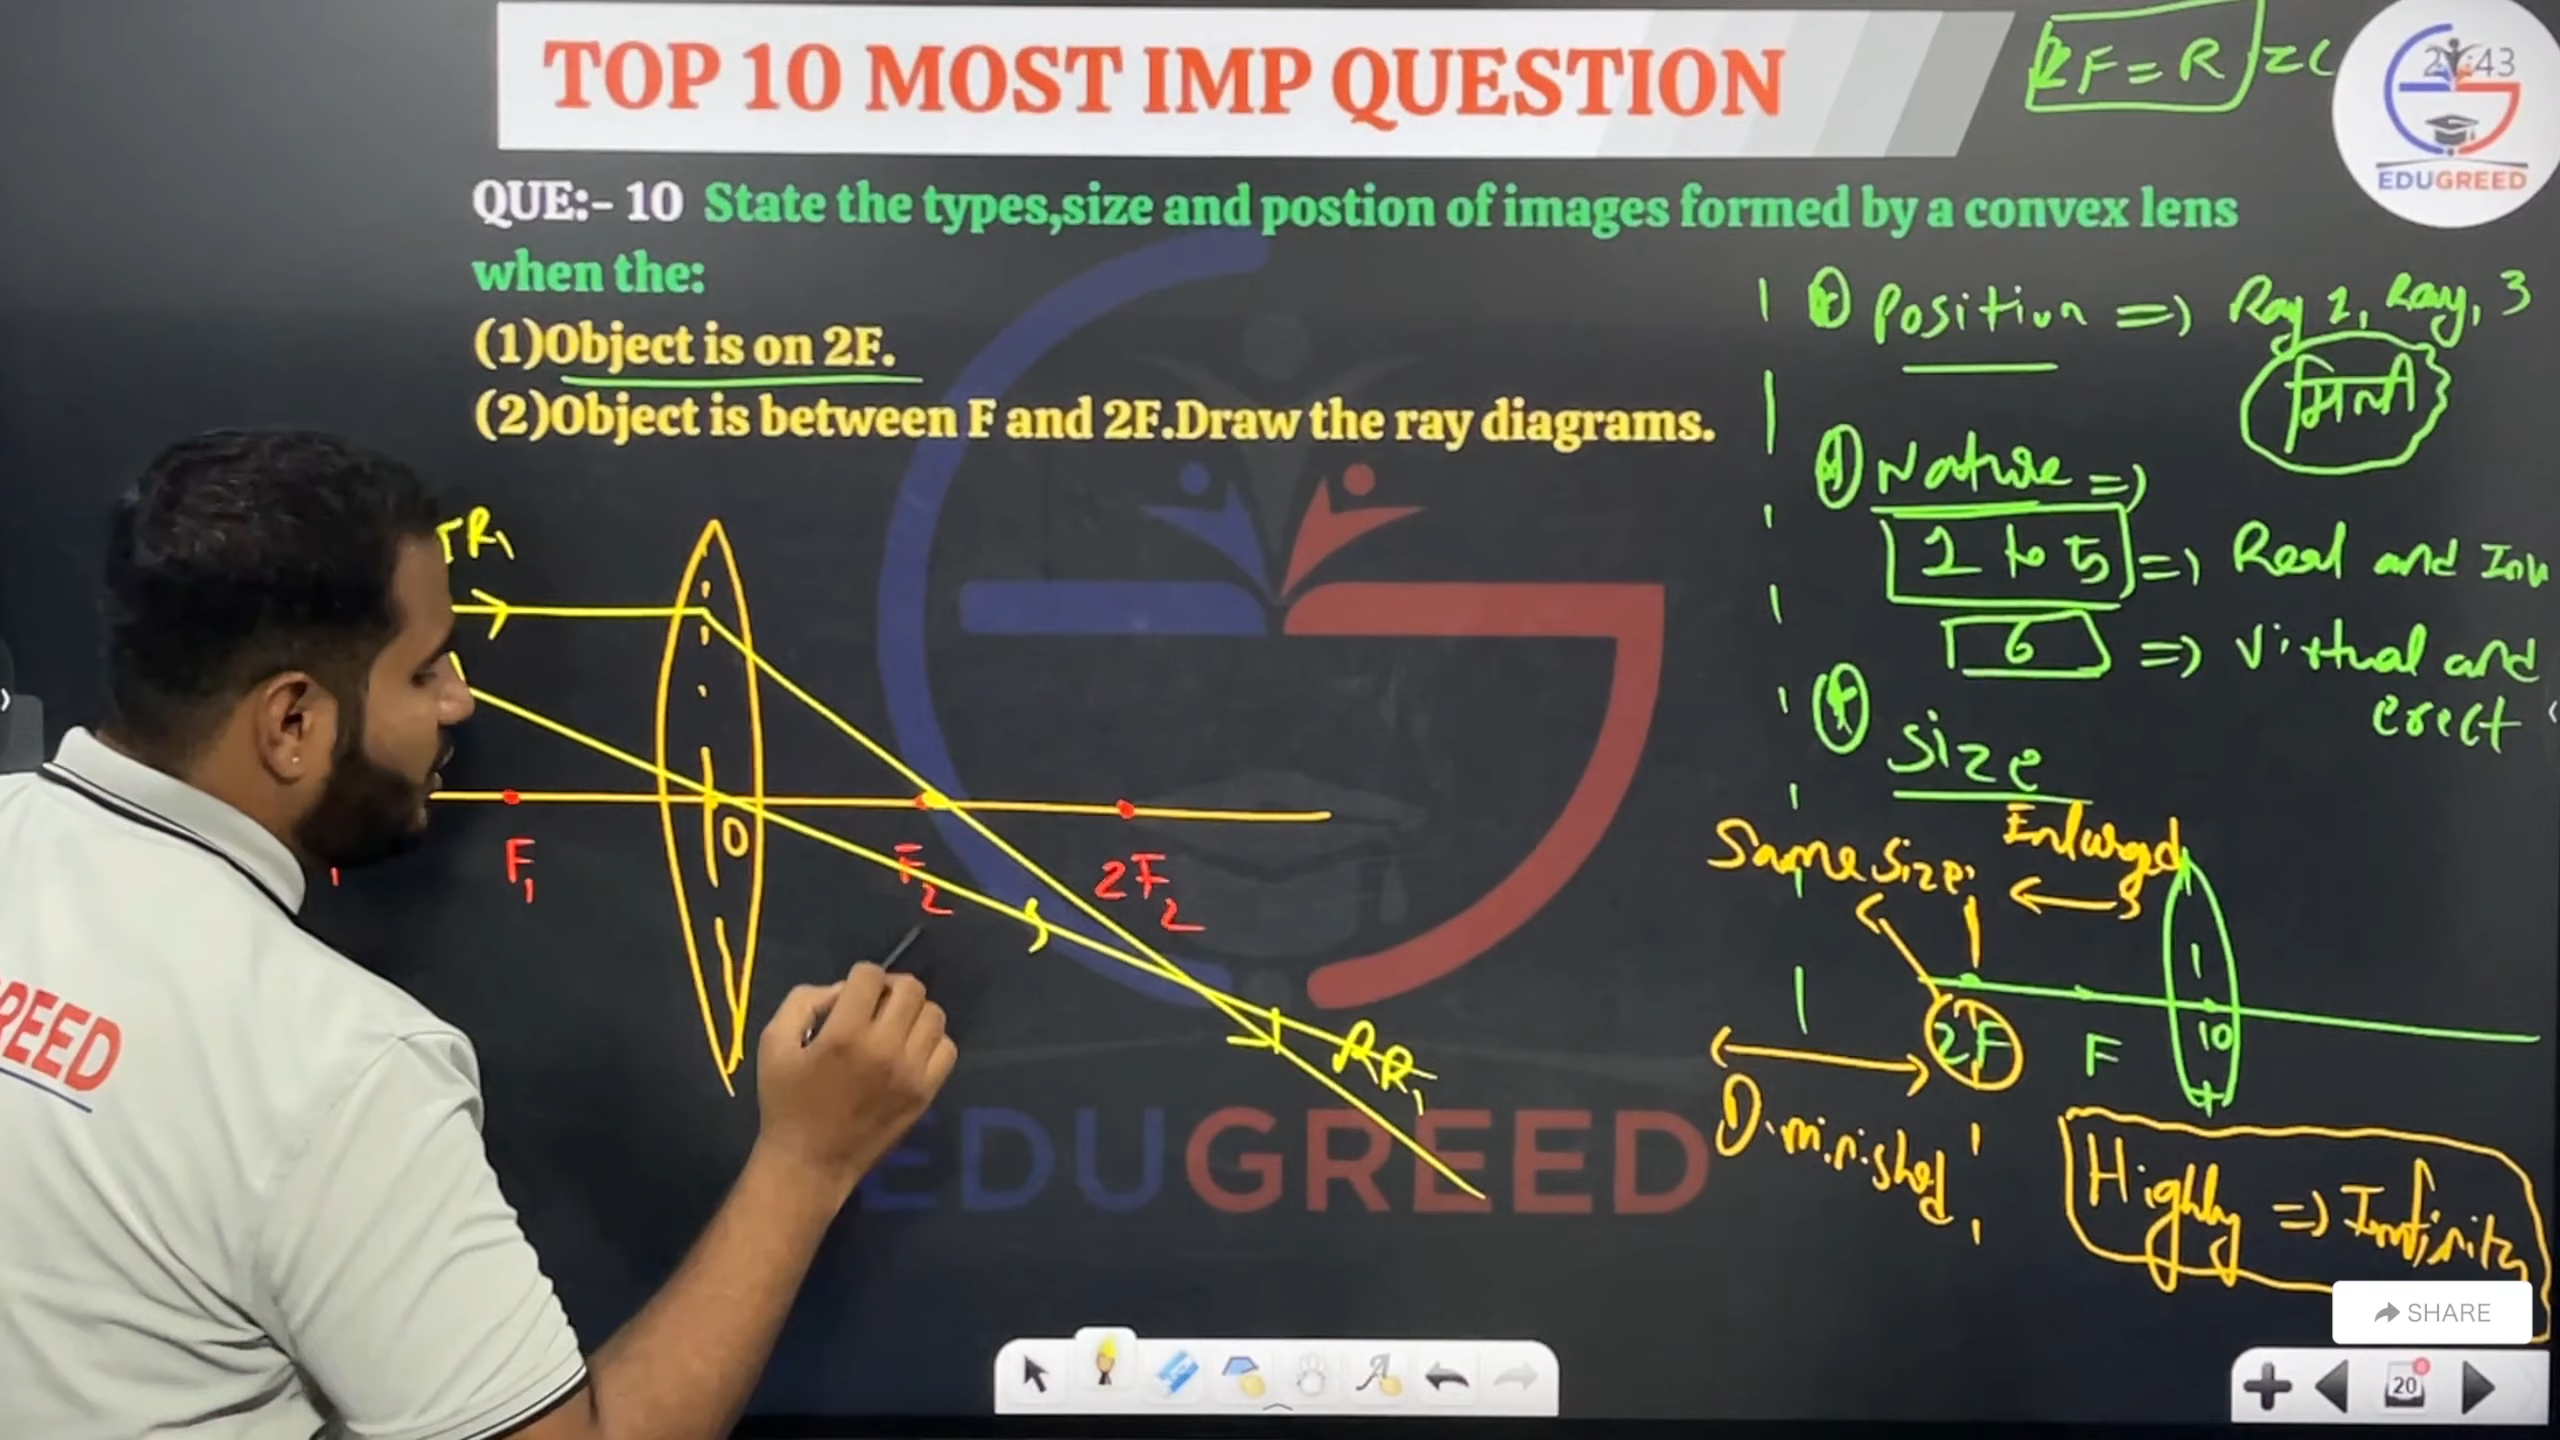 TOP 10 MOST IMP QUESTION
2F = R = C
21:43
EDUGREED
QUE:- 10 State the types,size and postion of images formed by a convex lens
when the:
(1)Object is on 2F.
(2)Object is between F and 2F.Draw the ray diagrams.
Position => Ray 1, Ray, 3
Nature =>
2 to 5 => Real and Inv
6 => Virtual and
erect
Size
Same Size Enlarged
2F F O
Diminished
Highly => Infinity
IR1
O
F1 F2 2F2
RR1
EDUGREED
REED
SHARE
20